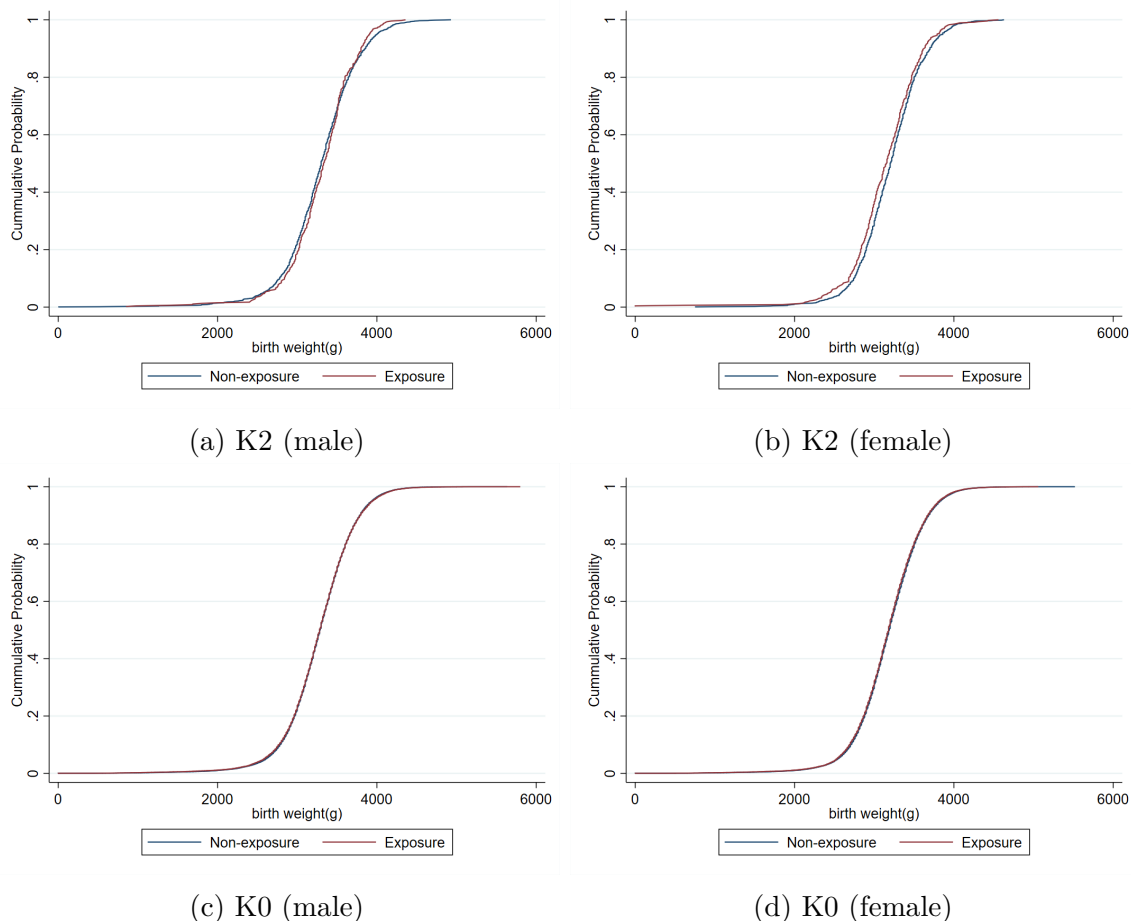 Cummulative Probability
0 .2 .4 .6 .8 1
0 2000 4000 6000
birth weight(g)
Non-exposure Exposure
(a) K2 (male)
Cummulative Probability
0 .2 .4 .6 .8 1
0 2000 4000 6000
birth weight(g)
Non-exposure Exposure
(b) K2 (female)
Cummulative Probability
0 .2 .4 .6 .8 1
0 2000 4000 6000
birth weight(g)
Non-exposure Exposure
(c) K0 (male)
Cummulative Probability
0 .2 .4 .6 .8 1
0 2000 4000 6000
birth weight(g)
Non-exposure Exposure
(d) K0 (female)